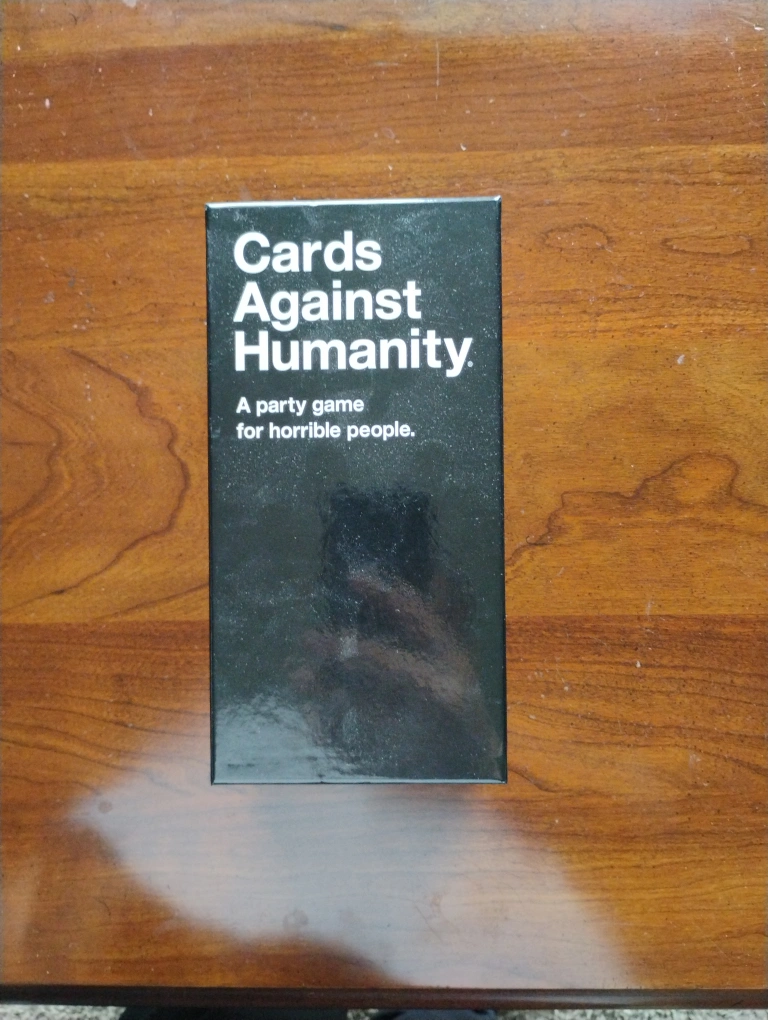 Cards
Against
Humanity®
A party game
for horrible people.